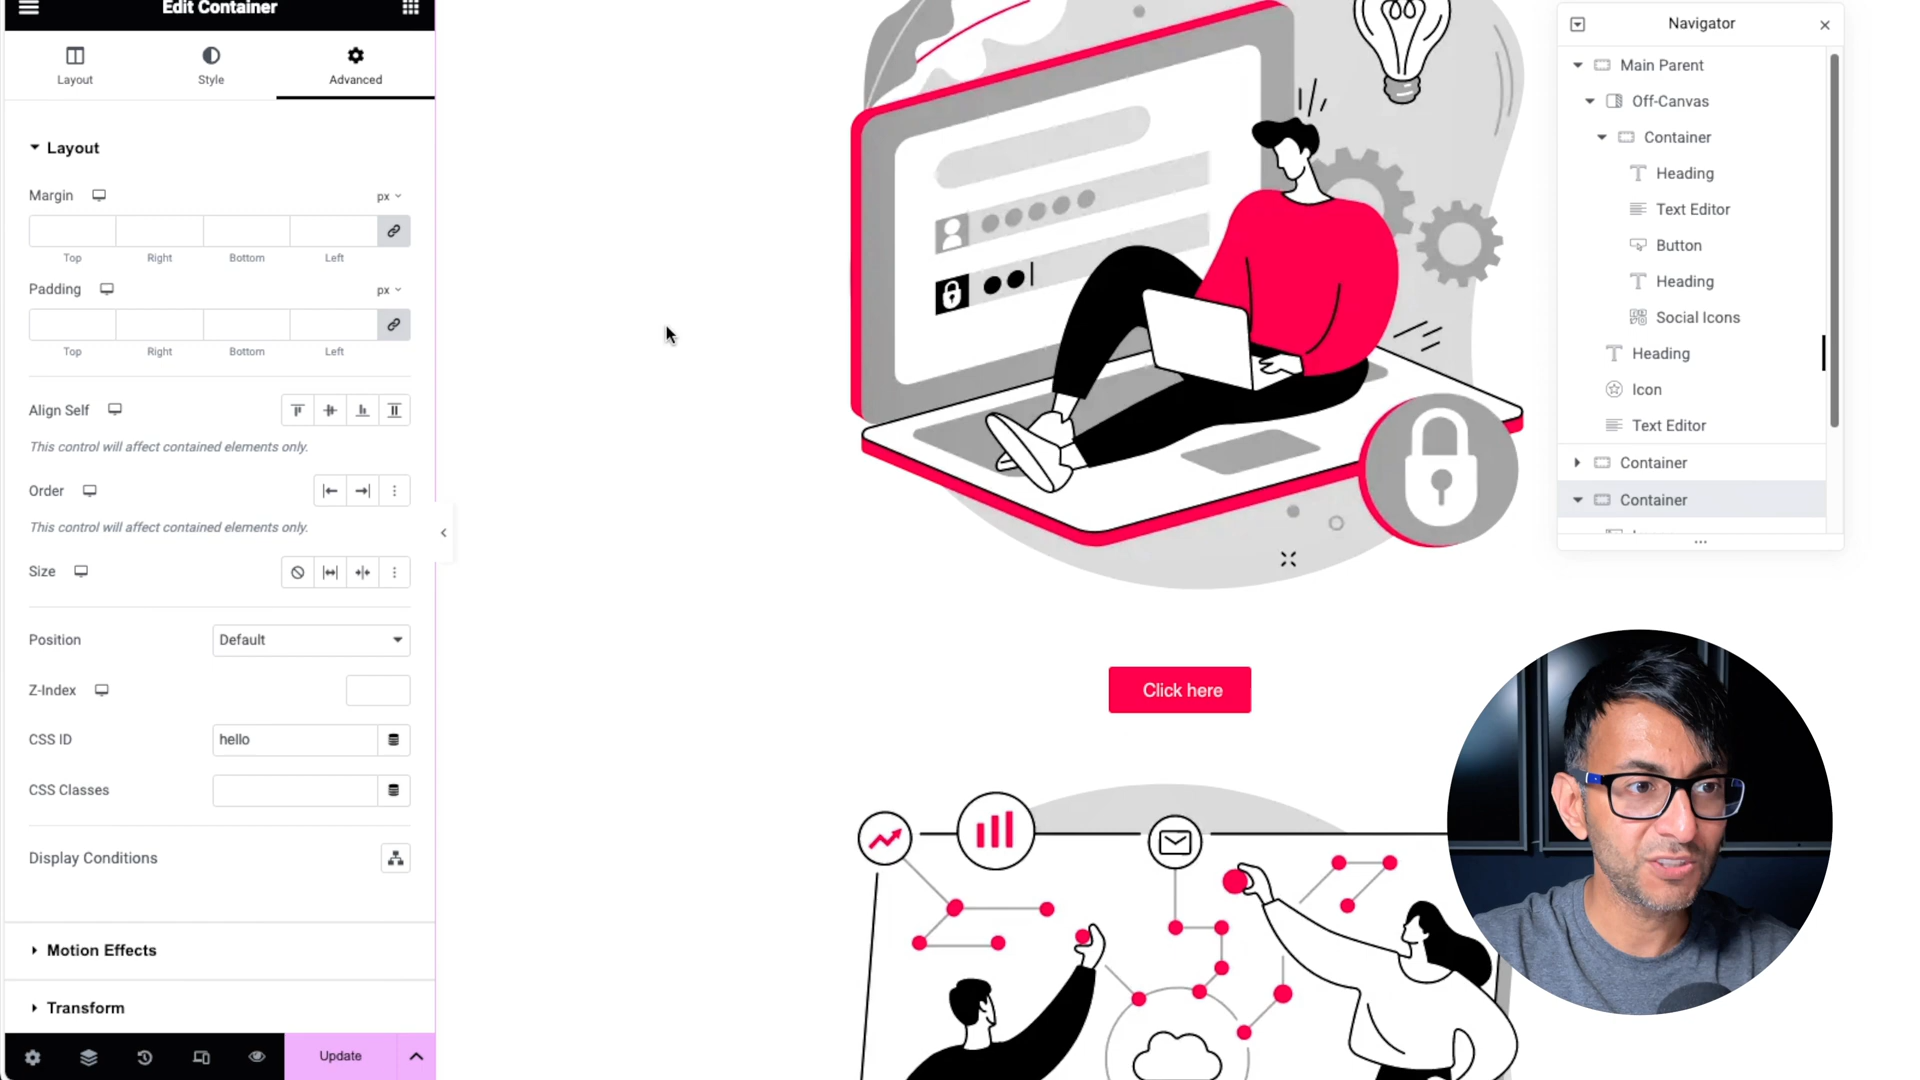 Edit Container
Layout
Style
Advanced
Layout
Margin
px
Top
Right
Bottom
Left
Padding
px
Top
Right
Bottom
Left
Align Self
This control will affect contained elements only.
Order
This control will affect contained elements only.
Size
Position
Default
Z-Index
CSS ID
hello
CSS Classes
Display Conditions
Motion Effects
Transform
Update
Click here
Navigator
Main Parent
Off-Canvas
Container
Heading
Text Editor
Button
Heading
Social Icons
Heading
Icon
Text Editor
Container
Container